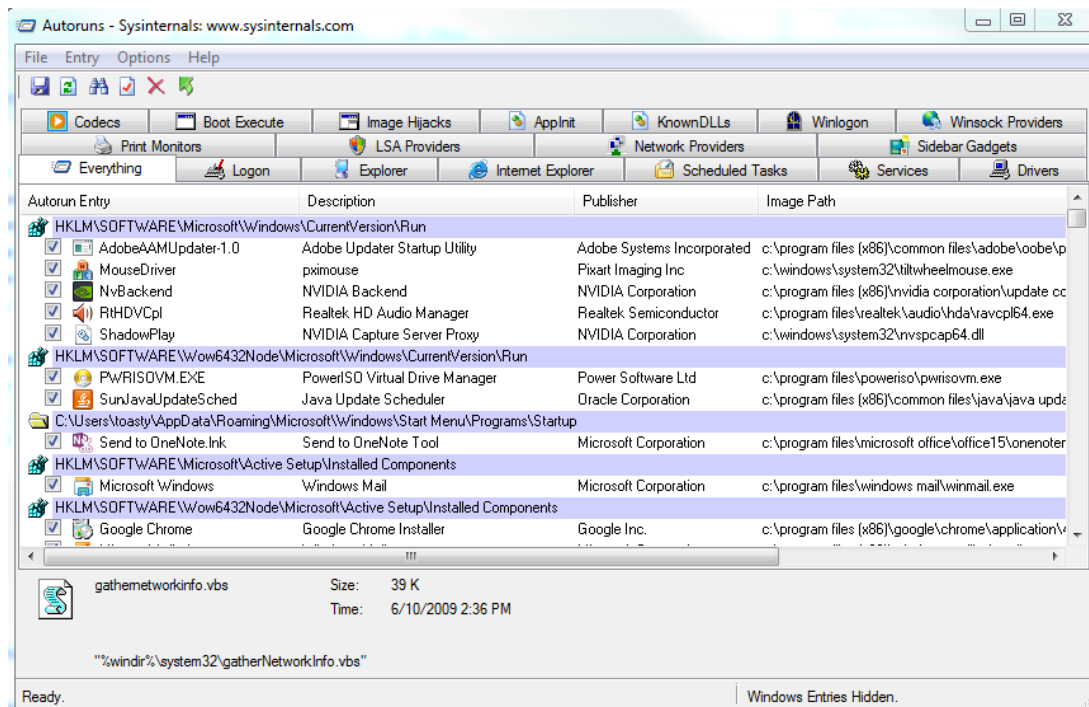 Autoruns - Sysinternals: www.sysinternals.com
File Entry Options Help
Codecs Boot Execute Image Hijacks AppInit KnownDLLs Winlogon Winsock Providers
Print Monitors LSA Providers Network Providers Sidebar Gadgets
Everything Logon Explorer Internet Explorer Scheduled Tasks Services Drivers
Autorun Entry Description Publisher Image Path
HKLM\SOFTWARE\Microsoft\Windows\CurrentVersion\Run
AdobeAAMUpdater-1.0 Adobe Updater Startup Utility Adobe Systems Incorporated c:\program files (x86)\common files\adobe\oobe\p
MouseDriver pximouse Pixart Imaging Inc c:\windows\system32\tiltwheelmouse.exe
NvBackend NVIDIA Backend NVIDIA Corporation c:\program files (x86)\nvidia corporation\update cc
RtHDVCpl Realtek HD Audio Manager Realtek Semiconductor c:\program files\realtek\audio\hda\ravcpl64.exe
ShadowPlay NVIDIA Capture Server Proxy NVIDIA Corporation c:\windows\system32\nvspcap64.dll
HKLM\SOFTWARE\Wow6432Node\Microsoft\Windows\CurrentVersion\Run
PWRISOVM.EXE PowerISO Virtual Drive Manager Power Software Ltd c:\program files\poweriso\pwrisovm.exe
SunJavaUpdateSched Java Update Scheduler Oracle Corporation c:\program files (x86)\common files\java\java upda
C:\Users\toasty\AppData\Roaming\Microsoft\Windows\Start Menu\Programs\Startup
Send to OneNote.lnk Send to OneNote Tool Microsoft Corporation c:\program files\microsoft office\office15\onenoter
HKLM\SOFTWARE\Microsoft\Active Setup\Installed Components
Microsoft Windows Windows Mail Microsoft Corporation c:\program files\windows mail\winmail.exe
HKLM\SOFTWARE\Wow6432Node\Microsoft\Active Setup\Installed Components
Google Chrome Google Chrome Installer Google Inc. c:\program files (x86)\google\chrome\application\4
gathernetworkinfo.vbs Size: 39 K
Time: 6/10/2009 2:36 PM
"%windir%\system32\gatherNetworkInfo.vbs"
Ready. Windows Entries Hidden.